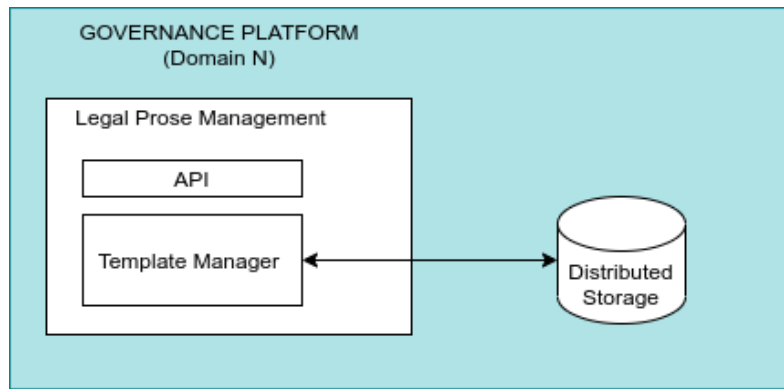 GOVERNANCE PLATFORM
(Domain N)
Legal Prose Management
API
Template Manager
Distributed
Storage